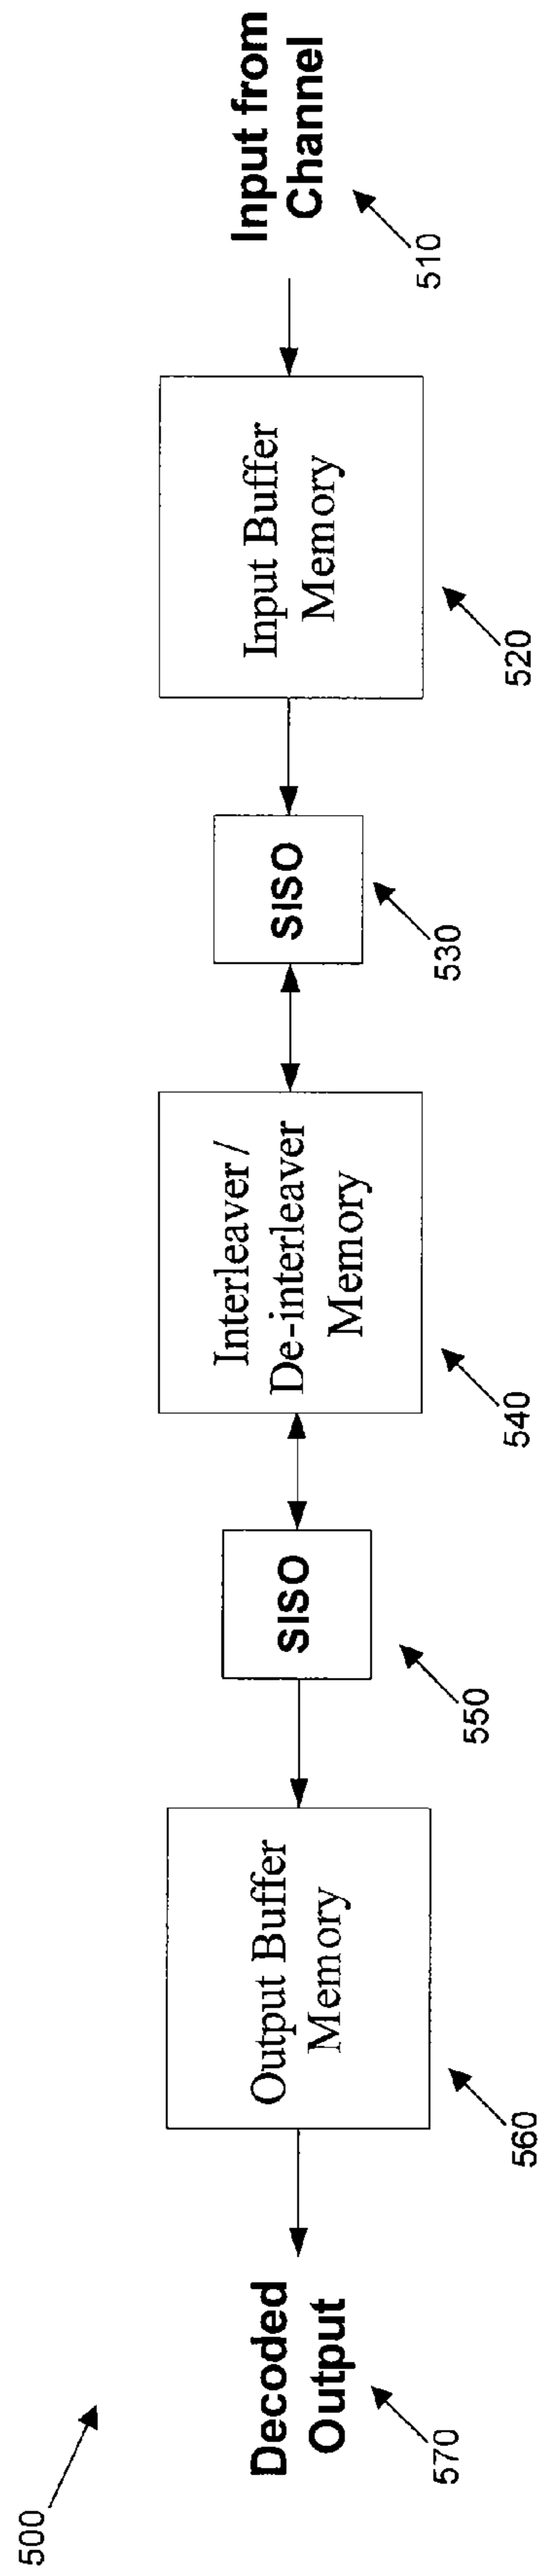 Input from
Channel
510
Input Buffer
Memory
520
SISO
530
Interleaver /
De-interleaver
Memory
540
SISO
550
Output Buffer
Memory
560
Decoded
Output
570
500